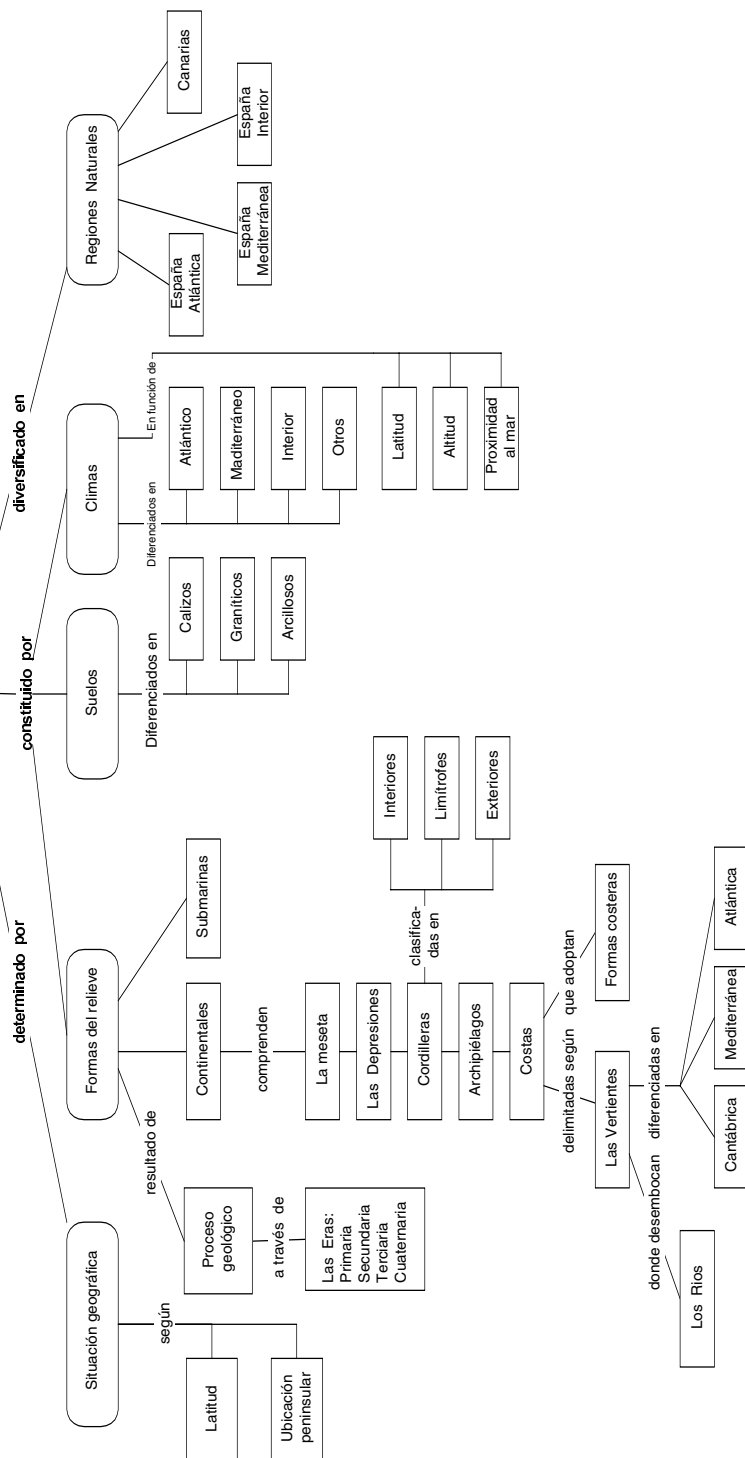 determinado por
constituido por
diversificado en
Situación geográfica
Formas del relieve
Suelos
Climas
Regiones Naturales
según
Latitud
Ubicación
peninsular
resultado de
Proceso
geológico
a través de
Las Eras:
Primaria
Secundaria
Terciaria
Cuaternaria
Continentales
Submarinas
comprenden
La meseta
Las Depresiones
Cordilleras
Archipiélagos
Costas
clasifica-
das en
Interiores
Limítrofes
Exteriores
delimitadas según
que adoptan
Las Vertientes
Formas costeras
donde desembocan
diferenciadas en
Los Rios
Cantábrica
Mediterránea
Atlántica
Diferenciados en
Calizos
Graníticos
Arcillosos
Diferenciados en
Atlántico
Maditerráneo
Interior
Otros
En función de
Latitud
Altitud
Proximidad
al mar
España
Atlántica
España
Mediterránea
España
Interior
Canarias